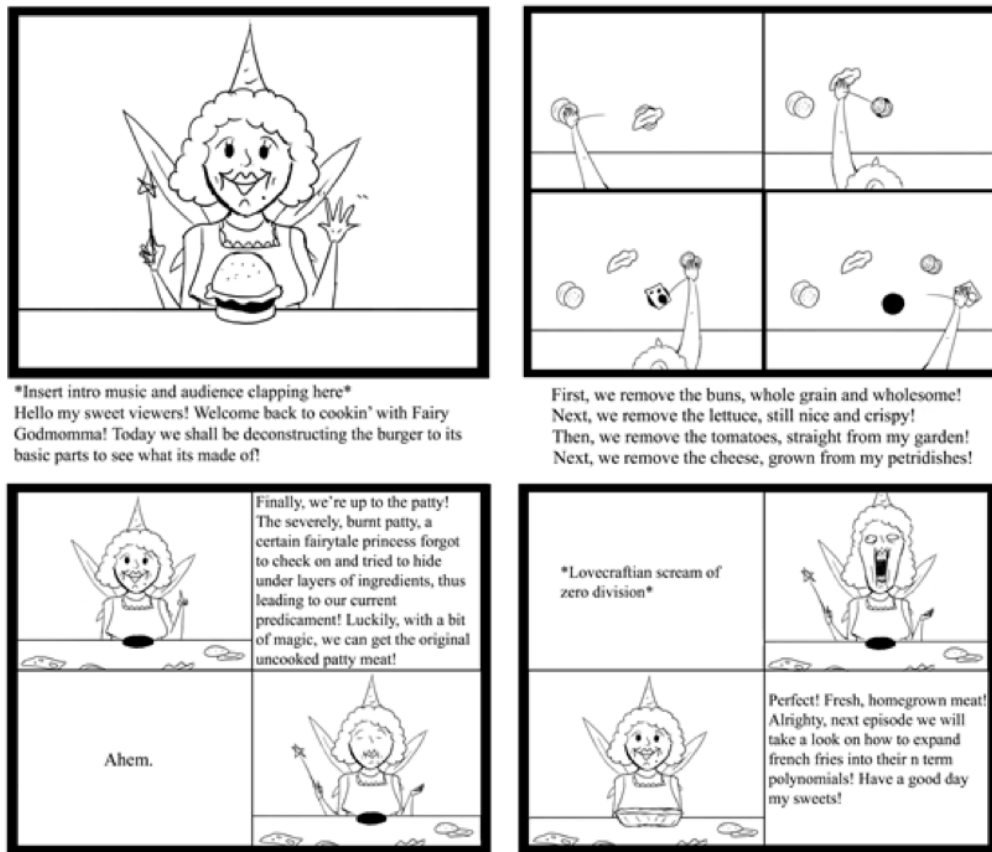 *Insert intro music and audience clapping here*
Hello my sweet viewers! Welcome back to cookin' with Fairy
Godmomma! Today we shall be deconstructing the burger to its
basic parts to see what its made of!
First, we remove the buns, whole grain and wholesome!
Next, we remove the lettuce, still nice and crispy!
Then, we remove the tomatoes, straight from my garden!
Next, we remove the cheese, grown from my petridishes!
Finally, we're up to the patty!
The severely, burnt patty, a
certain fairytale princess forgot
to check on and tried to hide
under layers of ingredients, thus
leading to our current
predicament! Luckily, with a bit
of magic, we can get the original
uncooked patty meat!
Ahem.
*Lovecraftian scream of
zero division*
Perfect! Fresh, homegrown meat!
Alrighty, next episode we will
take a look on how to expand
french fries into their n term
polynomials! Have a good day
my sweets!